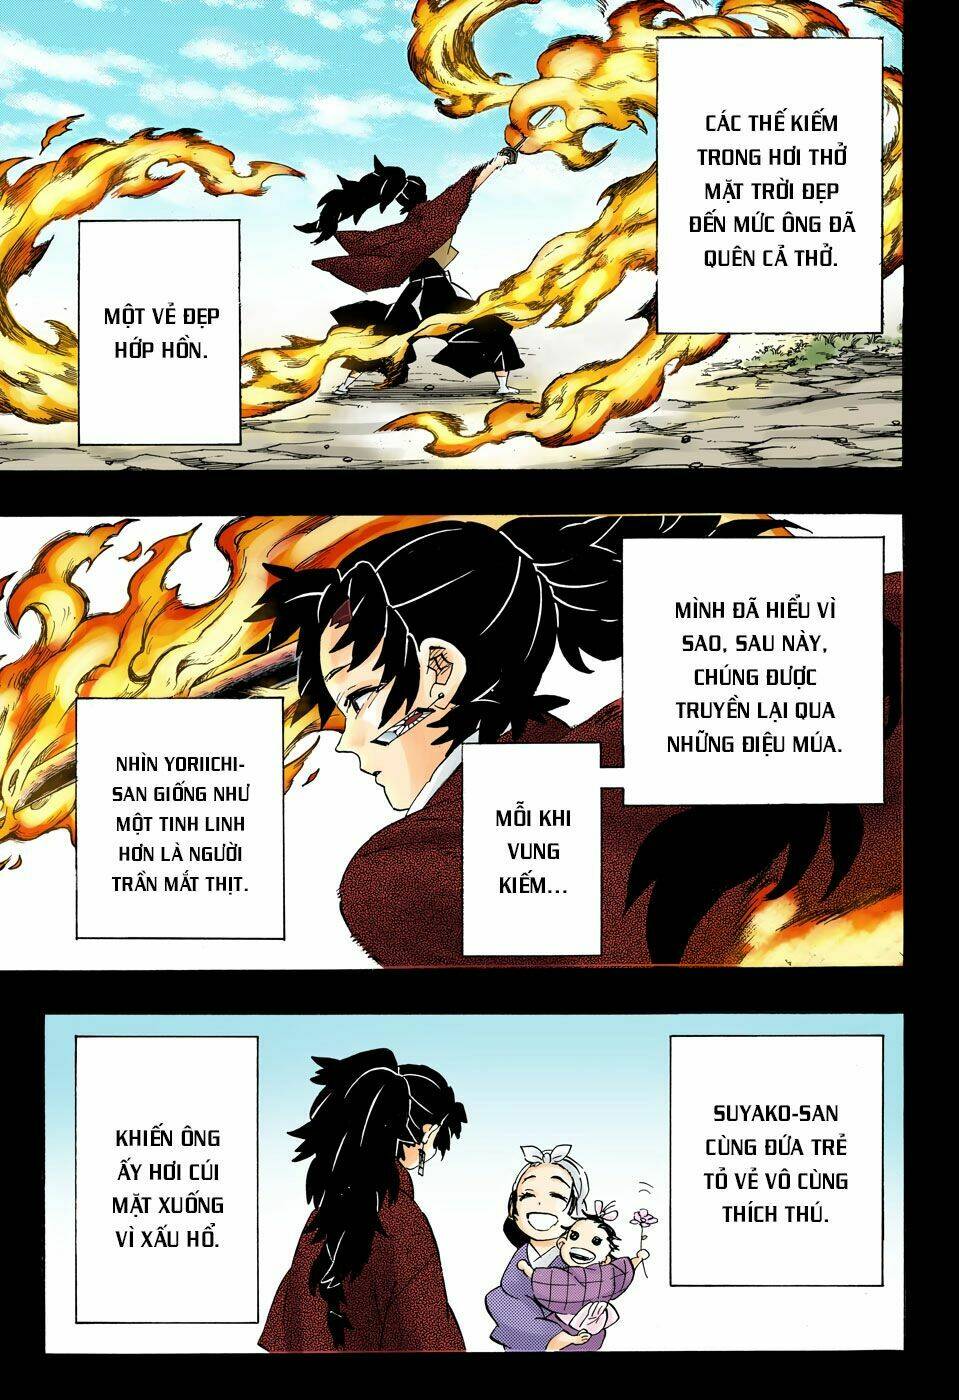 CÁC THẾ KIẾM
TRONG HƠI THỞ
MẶT TRỜI ĐẸP
ĐẾN MỨC ÔNG ĐÃ
QUÊN CẢ THỞ.
MỘT VẺ ĐẸP
HỚP HỒN.
MÌNH ĐÃ HIỂU VÌ
SAO, SAU NÀY,
CHÚNG ĐƯỢC
TRUYỀN LẠI QUA
NHỮNG ĐIỆU MÚA.
MỖI KHI
VUNG
KIẾM...
NHÌN YORIICHI-
SAN GIỐNG NHƯ
MỘT TINH LINH
HƠN LÀ NGƯỜI
TRẦN MẮT THỊT.
SUYAKO-SAN
CÙNG ĐỨA TRẺ
TỎ VẺ VÔ CÙNG
THÍCH THÚ.
KHIẾN ÔNG
ẤY HƠI CÚI
MẶT XUỐNG
VÌ XẤU HỔ.